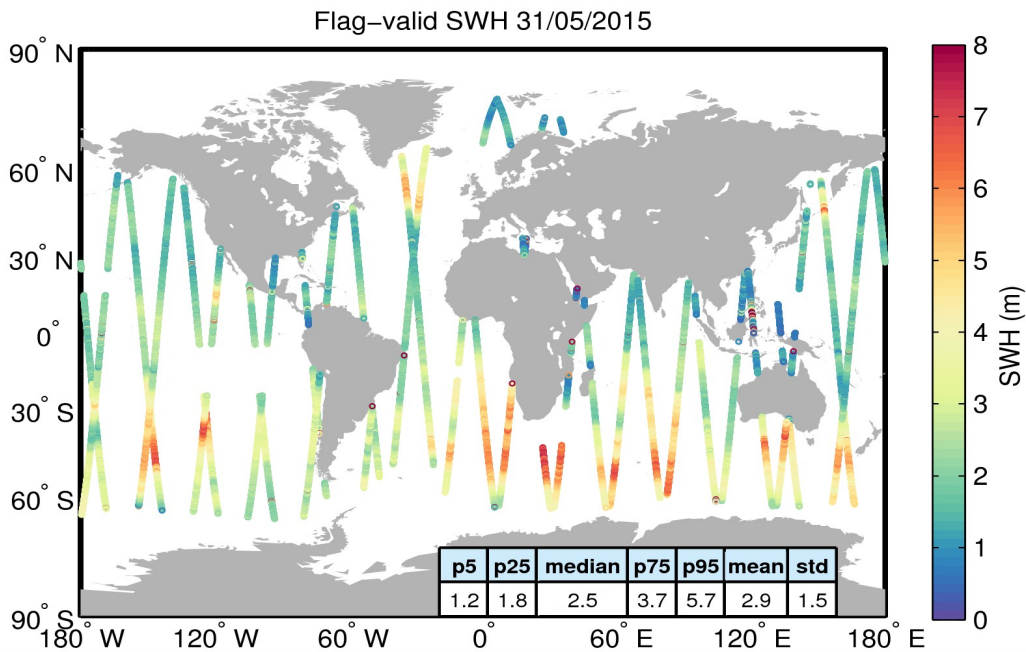 Flag−valid SWH 31/05/2015
90° N
60° N
30° N
0°
30° S
60° S
90° S
180° W
120° W
60° W
0°
60° E
120° E
180° E
p5 p25 median p75 p95 mean std
1.2 1.8 2.5 3.7 5.7 2.9 1.5
8
7
6
5
4
3
2
1
0
SWH (m)